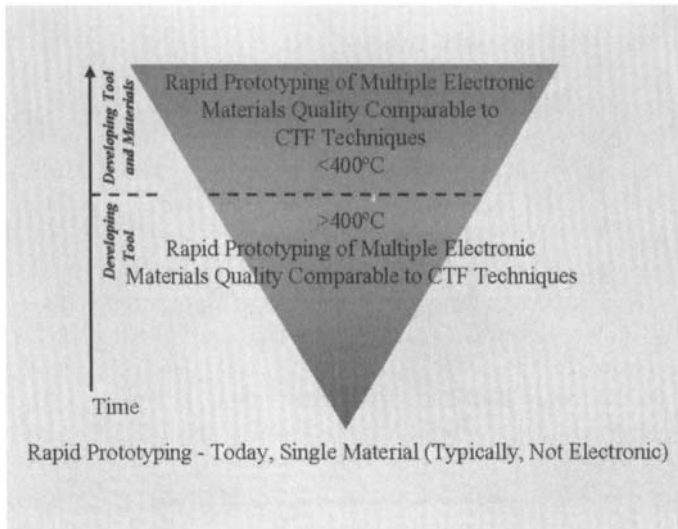 Developing Tool
and Materials
Rapid Prototyping of Multiple Electronic
Materials Quality Comparable to
CTF Techniques
<400°C
Developing
Tool
>400°C
Rapid Prototyping of Multiple Electronic
Materials Quality Comparable to CTF Techniques
Time
Rapid Prototyping - Today, Single Material (Typically, Not Electronic)